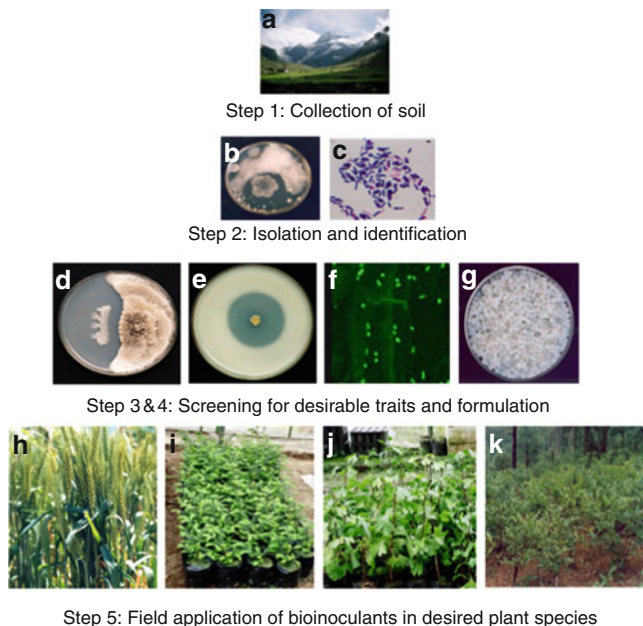 a
Step 1: Collection of soil
b c
Step 2: Isolation and identification
d e f g
Step 3 & 4: Screening for desirable traits and formulation
h i j k
Step 5: Field application of bioinoculants in desired plant species